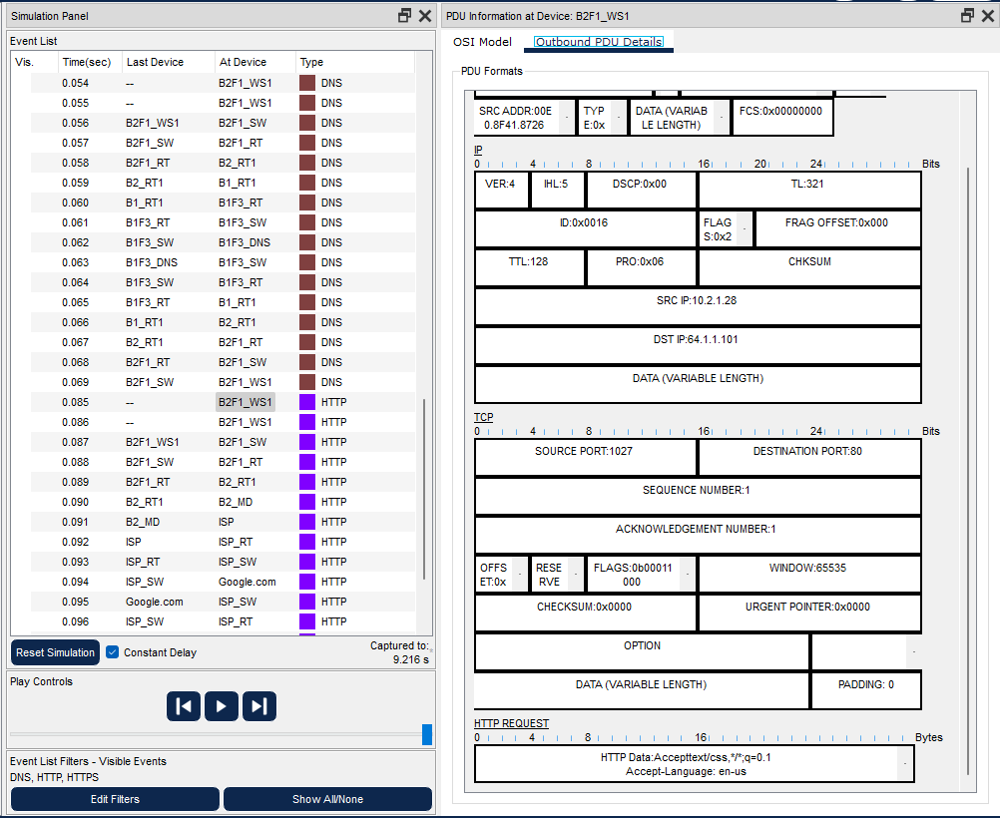 Simulation Panel
Event List
Vis. Time(sec) Last Device At Device Type
0.054 -- B2F1_WS1 DNS
0.055 -- B2F1_WS1 DNS
0.056 B2F1_WS1 B2F1_SW DNS
0.057 B2F1_SW B2F1_RT DNS
0.058 B2F1_RT B2_RT1 DNS
0.059 B2_RT1 B1_RT1 DNS
0.060 B1_RT1 B1F3_RT DNS
0.061 B1F3_RT B1F3_SW DNS
0.062 B1F3_SW B1F3_DNS DNS
0.063 B1F3_DNS B1F3_SW DNS
0.064 B1F3_SW B1F3_RT DNS
0.065 B1F3_RT B1_RT1 DNS
0.066 B1_RT1 B2_RT1 DNS
0.067 B2_RT1 B2F1_RT DNS
0.068 B2F1_RT B2F1_SW DNS
0.069 B2F1_SW B2F1_WS1 DNS
0.085 -- B2F1_WS1 HTTP
0.086 -- B2F1_WS1 HTTP
0.087 B2F1_WS1 B2F1_SW HTTP
0.088 B2F1_SW B2F1_RT HTTP
0.089 B2F1_RT B2_RT1 HTTP
0.090 B2_RT1 B2_MD HTTP
0.091 B2_MD ISP HTTP
0.092 ISP ISP_RT HTTP
0.093 ISP_RT ISP_SW HTTP
0.094 ISP_SW Google.com HTTP
0.095 Google.com ISP_SW HTTP
0.096 ISP_SW ISP_RT HTTP
Reset Simulation Constant Delay Captured to:
9.216 s
Play Controls
Event List Filters - Visible Events
DNS, HTTP, HTTPS
Edit Filters Show All/None
PDU Information at Device: B2F1_WS1
OSI Model Outbound PDU Details
PDU Formats
SRC ADDR:00E TYP DATA (VARIAB FCS:0x00000000
0.8F41.8726 E:0x LE LENGTH)
IP
0 4 8 16 20 24 Bits
VER:4 IHL:5 DSCP:0x00 TL:321
ID:0x0016 FLAG FRAG OFFSET:0x000
S:0x2
TTL:128 PRO:0x06 CHKSUM
SRC IP:10.2.1.28
DST IP:64.1.1.101
DATA (VARIABLE LENGTH)
TCP
0 4 8 16 24 Bits
SOURCE PORT:1027 DESTINATION PORT:80
SEQUENCE NUMBER:1
ACKNOWLEDGEMENT NUMBER:1
OFFS RESE FLAGS:0b00011 WINDOW:65535
ET:0x RVE 000
CHECKSUM:0x0000 URGENT POINTER:0x0000
OPTION
DATA (VARIABLE LENGTH) PADDING: 0
HTTP REQUEST
0 4 8 16 Bytes
HTTP Data:Accepttext/css,*/*;q=0.1
Accept-Language: en-us